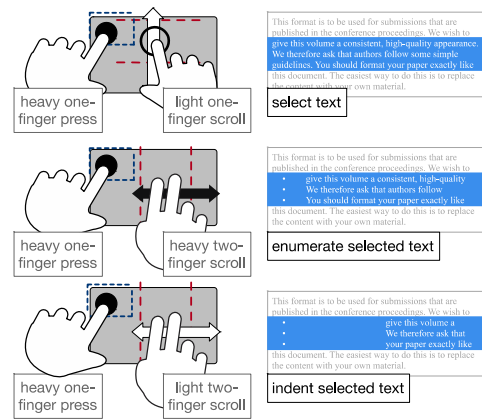 This format is to be used for submissions that are
published in the conference proceedings. We wish to
give this volume a consistent, high-quality appearance.
We therefore ask that authors follow some simple
guidelines. You should format your paper exactly like
this document. The easiest way to do this is to replace
the content with your own material.
heavy one-
finger press
light one-
finger scroll
select text
This format is to be used for submissions that are
published in the conference proceedings. We wish to
• give this volume a consistent, high-quality
• We therefore ask that authors follow
• You should format your paper exactly like
this document. The easiest way to do this is to replace
the content with your own material.
heavy one-
finger press
heavy two-
finger scroll
enumerate selected text
This format is to be used for submissions that are
published in the conference proceedings. We wish to
• give this volume a
• We therefore ask that
• your paper exactly like
this document. The easiest way to do this is to replace
the content with your own material.
heavy one-
finger press
light two-
finger scroll
indent selected text